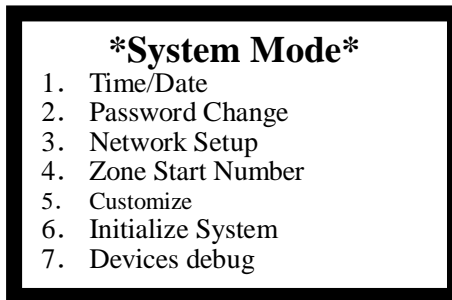 *System Mode*
1. Time/Date
2. Password Change
3. Network Setup
4. Zone Start Number
5. Customize
6. Initialize System
7. Devices debug